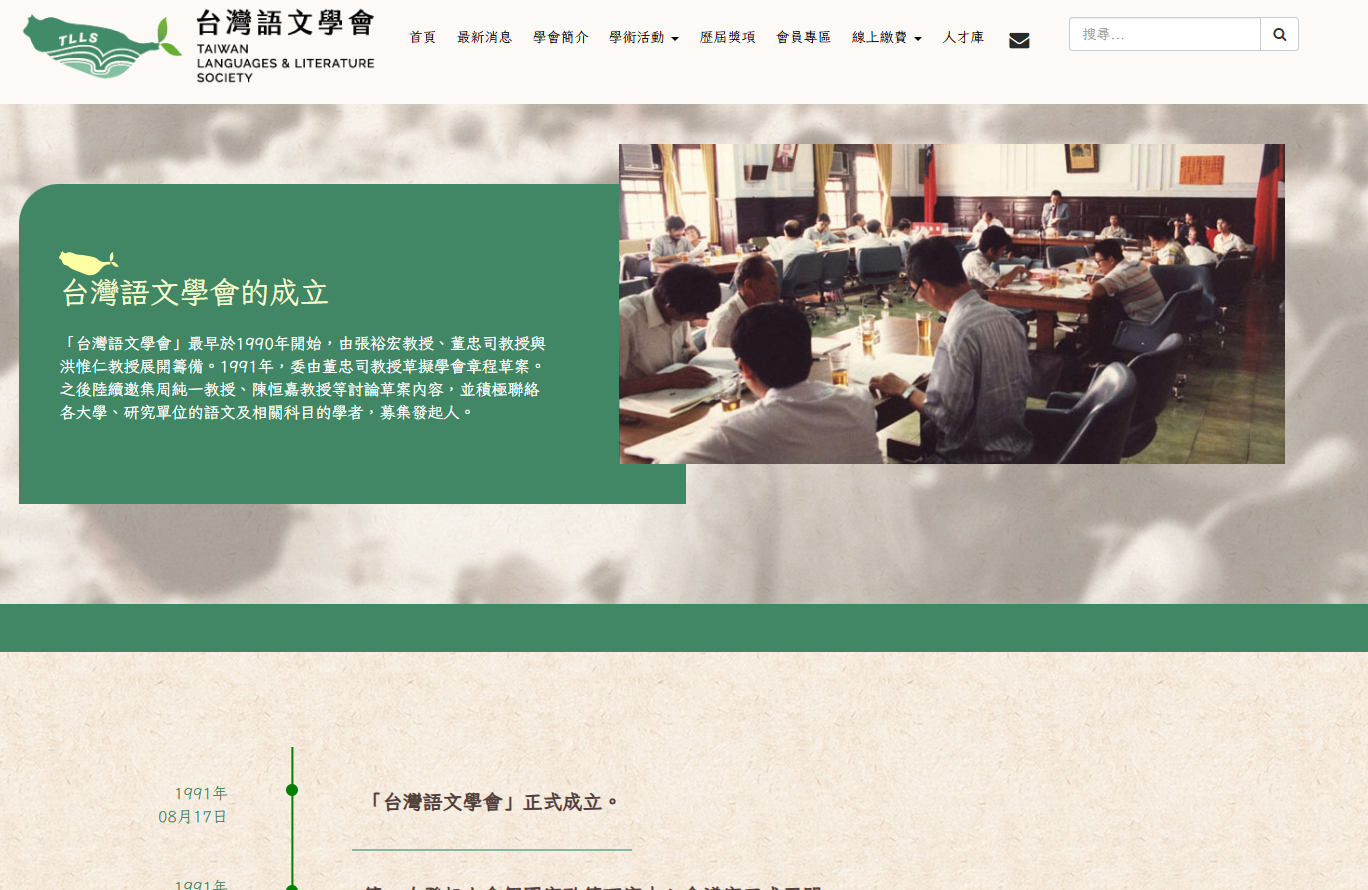 TLLS
台灣語文學會
TAIWAN
LANGUAGES & LITERATURE
SOCIETY
首頁 最新消息 學會簡介 學術活動 歷屆獎項 會員專區 線上繳費 人才庫
搜尋...
台灣語文學會的成立
「台灣語文學會」最早於1990年開始，由張裕宏教授、董忠司教授與
洪惟仁教授展開籌備。1991年，委由董忠司教授草擬學會章程草案。
之後陸續邀集周純一教授、陳恒嘉教授等討論草案內容，並積極聯絡
各大學、研究單位的語文及相關科目的學者，募集發起人。
1991年
08月17日
「台灣語文學會」正式成立。
1991年